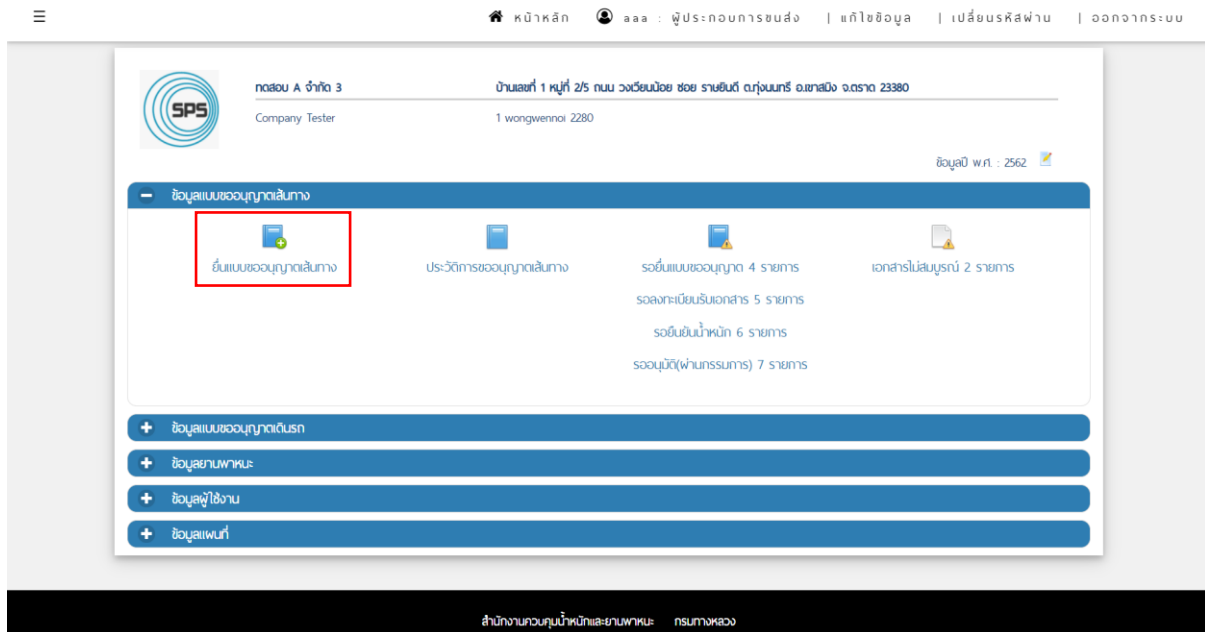 ☰ หน้าหลัก aaa : ผู้ประกอบการขนส่ง | แก้ไขข้อมูล | เปลี่ยนรหัสผ่าน | ออกจากระบบ
SPS
ทดสอบ A จำกัด 3 บ้านเลขที่ 1 หมู่ที่ 2/5 ถนน วงเวียนน้อย ซอย ราษยินดี ต.ทุ่งนนทรี อ.เขาสมิง จ.ตราด 23380
Company Tester 1 wongwennoi 2280
ข้อมูลปี พ.ศ. : 2562
ข้อมูลแบบขออนุญาตเส้นทาง
ยื่นแบบขออนุญาตเส้นทาง ประวัติการขออนุญาตเส้นทาง รอยื่นแบบขออนุญาต 4 รายการ เอกสารไม่สมบูรณ์ 2 รายการ
รอลงทะเบียนรับเอกสาร 5 รายการ
รอยืนยันน้ำหนัก 6 รายการ
รออนุมัติ(ผ่านกรรมการ) 7 รายการ
ข้อมูลแบบขออนุญาตเดินรถ
ข้อมูลยานพาหนะ
ข้อมูลผู้ใช้งาน
ข้อมูลแผนที่
สำนักงานควบคุมน้ำหนักและยานพาหนะ กรมทางหลวง